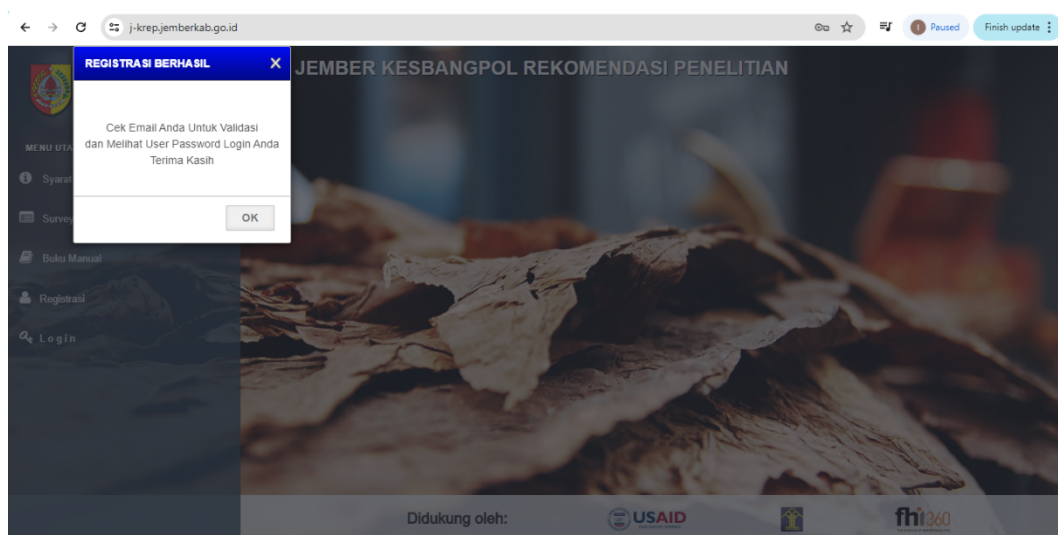 j-krep.jemberkab.go.id
Paused
Finish update
REGISTRASI BERHASIL X
JEMBER KESBANGPOL REKOMENDASI PENELITIAN
Cek Email Anda Untuk Validasi
dan Melihat User Password Login Anda
Terima Kasih
OK
MENU UTA
Syarat
Survey
Buku Manual
Registrasi
Login
Didukung oleh:
USAID
fhi360